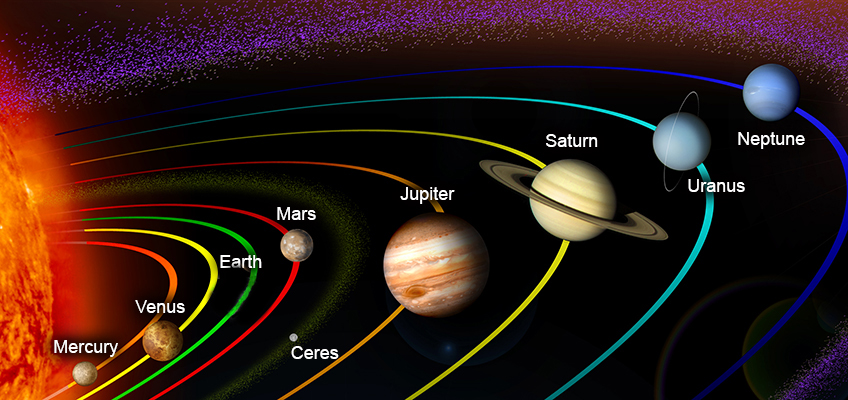 Mercury
Venus
Earth
Mars
Ceres
Jupiter
Saturn
Uranus
Neptune